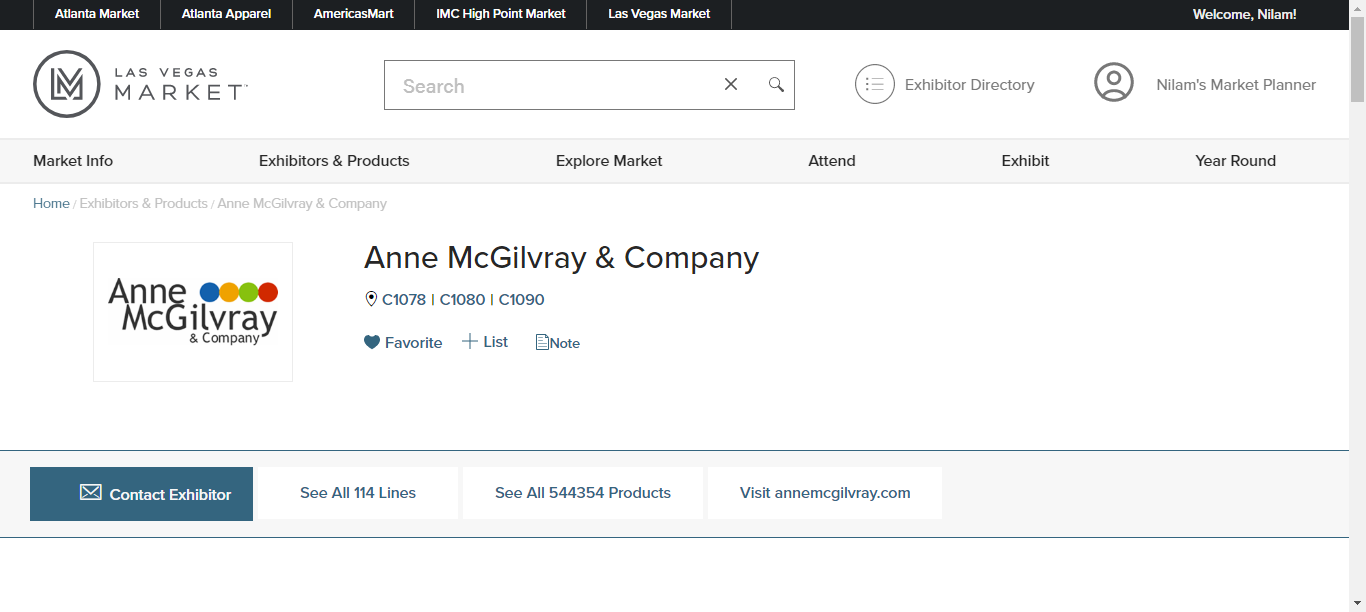 Atlanta Market
Atlanta Apparel
AmericasMart
IMC High Point Market
Las Vegas Market
Welcome, Nilam!
LAS VEGAS
MARKET
Search
Exhibitor Directory
Nilam's Market Planner
Market Info
Exhibitors & Products
Explore Market
Attend
Exhibit
Year Round
Home / Exhibitors & Products / Anne McGilvray & Company
Anne
McGilvray
& Company
Anne McGilvray & Company
C1078 | C1080 | C1090
Favorite
List
Note
Contact Exhibitor
See All 114 Lines
See All 544354 Products
Visit annemcgilvray.com